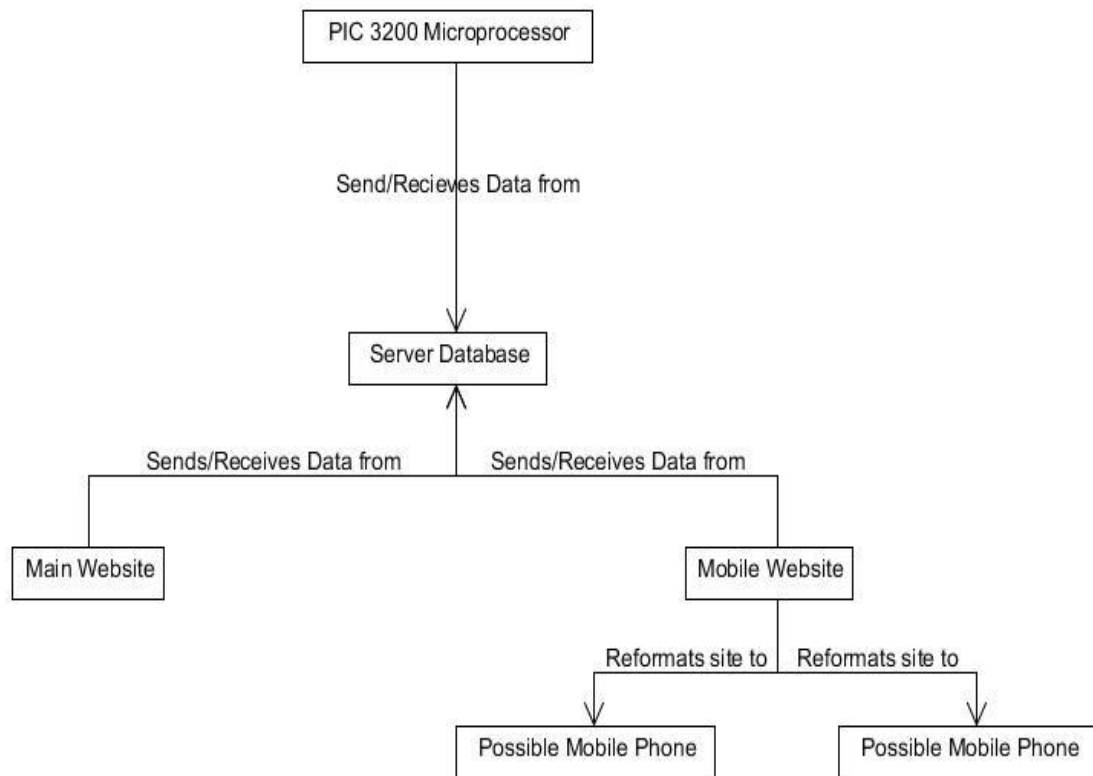 PIC 3200 Microprocessor
Send/Recieves Data from
Server Database
Sends/Receives Data from
Sends/Receives Data from
Main Website
Mobile Website
Reformats site to
Reformats site to
Possible Mobile Phone
Possible Mobile Phone